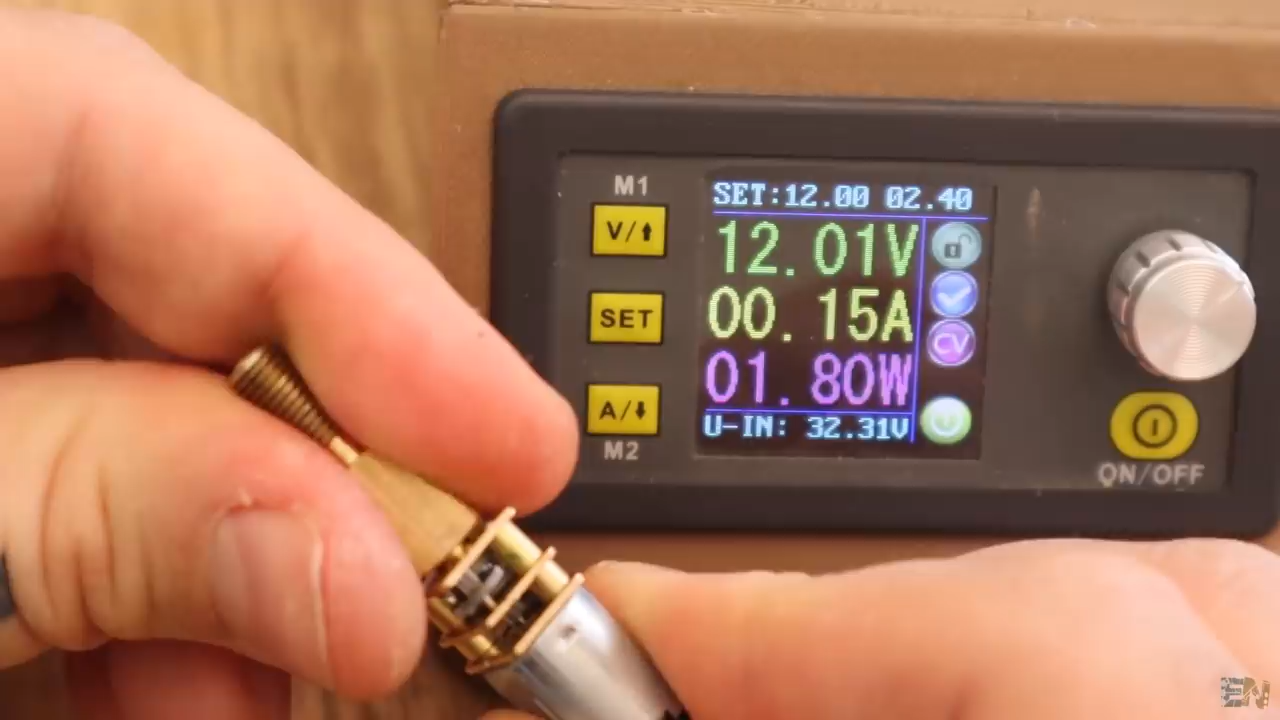 M1
V/⬆
SET
A/⬇
M2
SET:12.00 02.40
12.01V
00.15A
01.80W
U-IN: 32.31V
CV
ON/OFF
EN